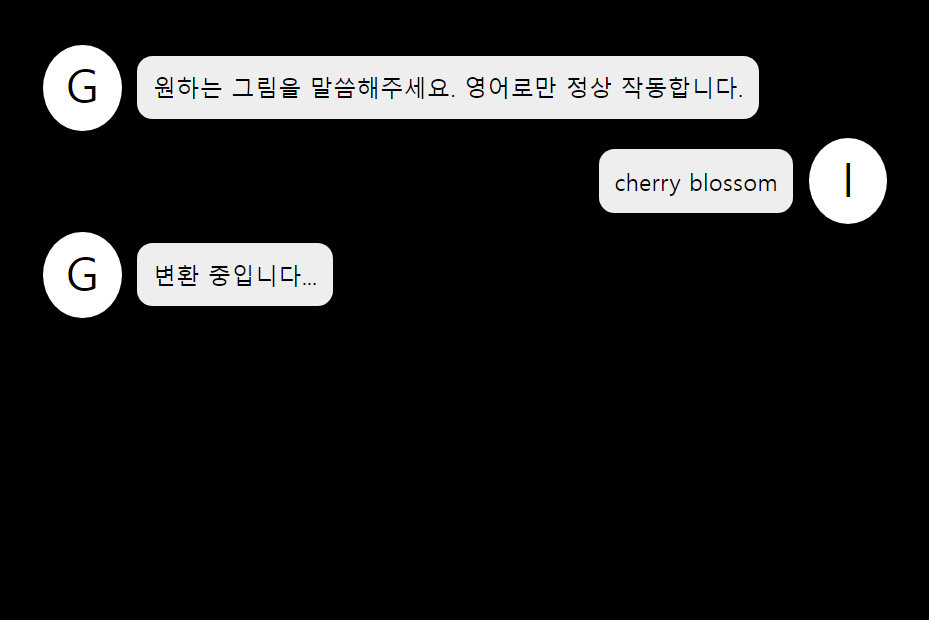 G
원하는 그림을 말씀해주세요. 영어로만 정상 작동합니다.
cherry blossom
I
G
변환 중입니다...